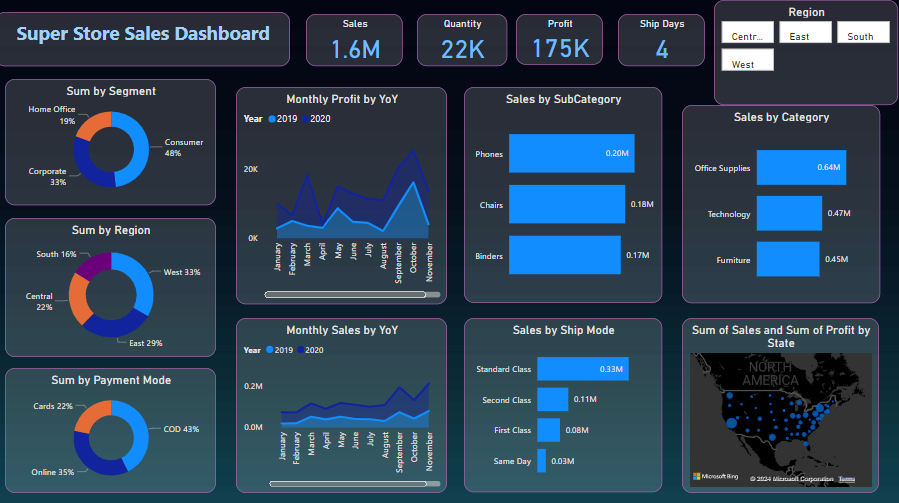 Super Store Sales Dashboard
Sales
1.6M
Quantity
22K
Profit
175K
Ship Days
4
Region
Centr...
East
South
West
Sum by Segment
Home Office
19%
Consumer
48%
Corporate
33%
Monthly Profit by YoY
Year 2019 2020
20K
0K
January
February
March
April
May
June
July
August
September
October
November
Sales by SubCategory
Phones 0.20M
Chairs 0.18M
Binders 0.17M
Sales by Category
Office Supplies 0.64M
Technology 0.47M
Furniture 0.45M
Sum by Region
South 16%
West 33%
Central
22%
East 29%
Monthly Sales by YoY
Year 2019 2020
0.2M
0.0M
January
February
March
April
May
June
July
August
September
October
November
Sales by Ship Mode
Standard Class 0.33M
Second Class 0.11M
First Class 0.08M
Same Day 0.03M
Sum of Sales and Sum of Profit by
State
NORTH
AMERICA
Microsoft Bing
© 2024 Microsoft Corporation Terms
Sum by Payment Mode
Cards 22%
COD 43%
Online 35%